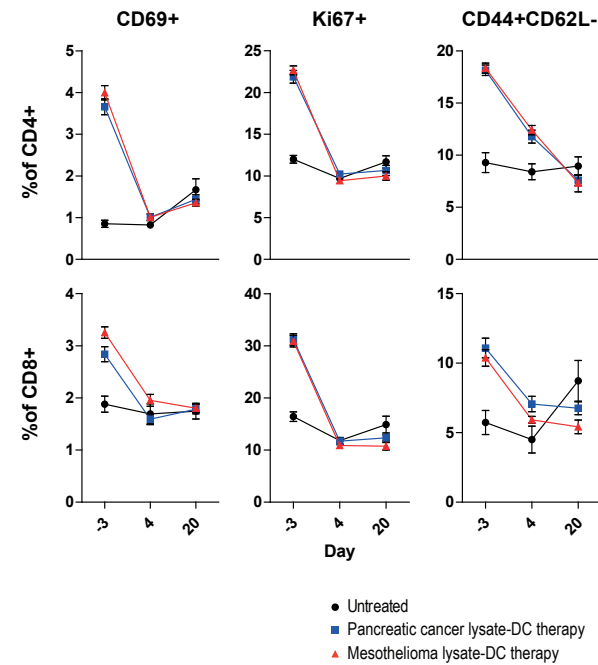 CD69+ Ki67+ CD44+CD62L-
%of CD4+
5 4 3 2 1 0
25 20 15 10 5 0
20 15 10 5 0
%of CD8+
4 3 2 1 0
40 30 20 10 0
15 10 5 0
-3 4 20 -3 4 20 -3 4 20
Day
Untreated
Pancreatic cancer lysate-DC therapy
Mesothelioma lysate-DC therapy